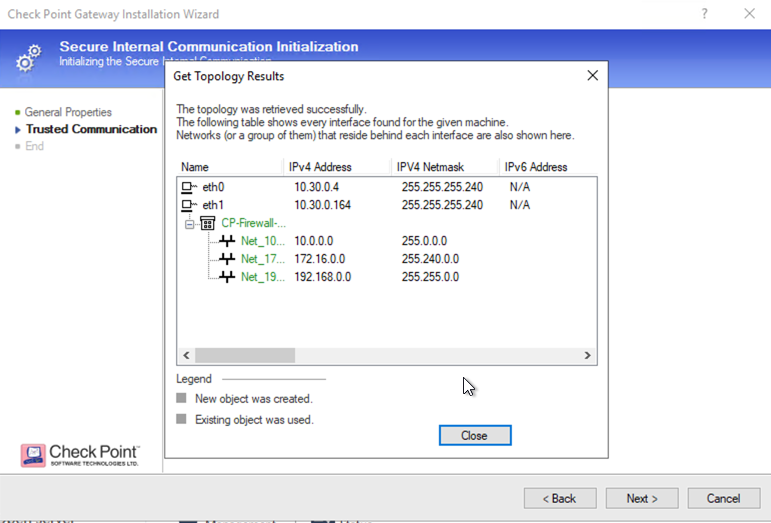 Check Point Gateway Installation Wizard
?
Secure Internal Communication Initialization
Initializing the Secure Internal Communication
Get Topology Results
General Properties
Trusted Communication
End
The topology was retrieved successfully.
The following table shows every interface found for the given machine.
Networks (or a group of them) that reside behind each interface are also shown here.
Name IPv4 Address IPV4 Netmask IPv6 Address
eth0 10.30.0.4 255.255.255.240 N/A
eth1 10.30.0.164 255.255.255.240 N/A
CP-Firewall-...
Net_10... 10.0.0.0 255.0.0.0
Net_17... 172.16.0.0 255.240.0.0
Net_19... 192.168.0.0 255.255.0.0
Legend
New object was created.
Existing object was used.
Close
Check Point™
SOFTWARE TECHNOLOGIES LTD.
< Back Next > Cancel